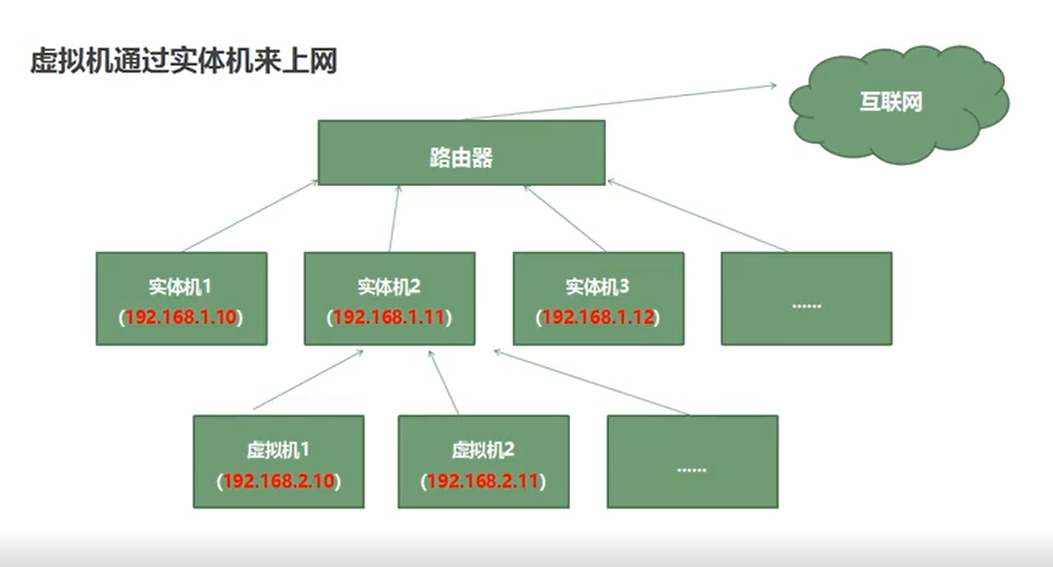 虚拟机通过实体机来上网
互联网
路由器
实体机1
(192.168.1.10)
实体机2
(192.168.1.11)
实体机3
(192.168.1.12)
......
虚拟机1
(192.168.2.10)
虚拟机2
(192.168.2.11)
......